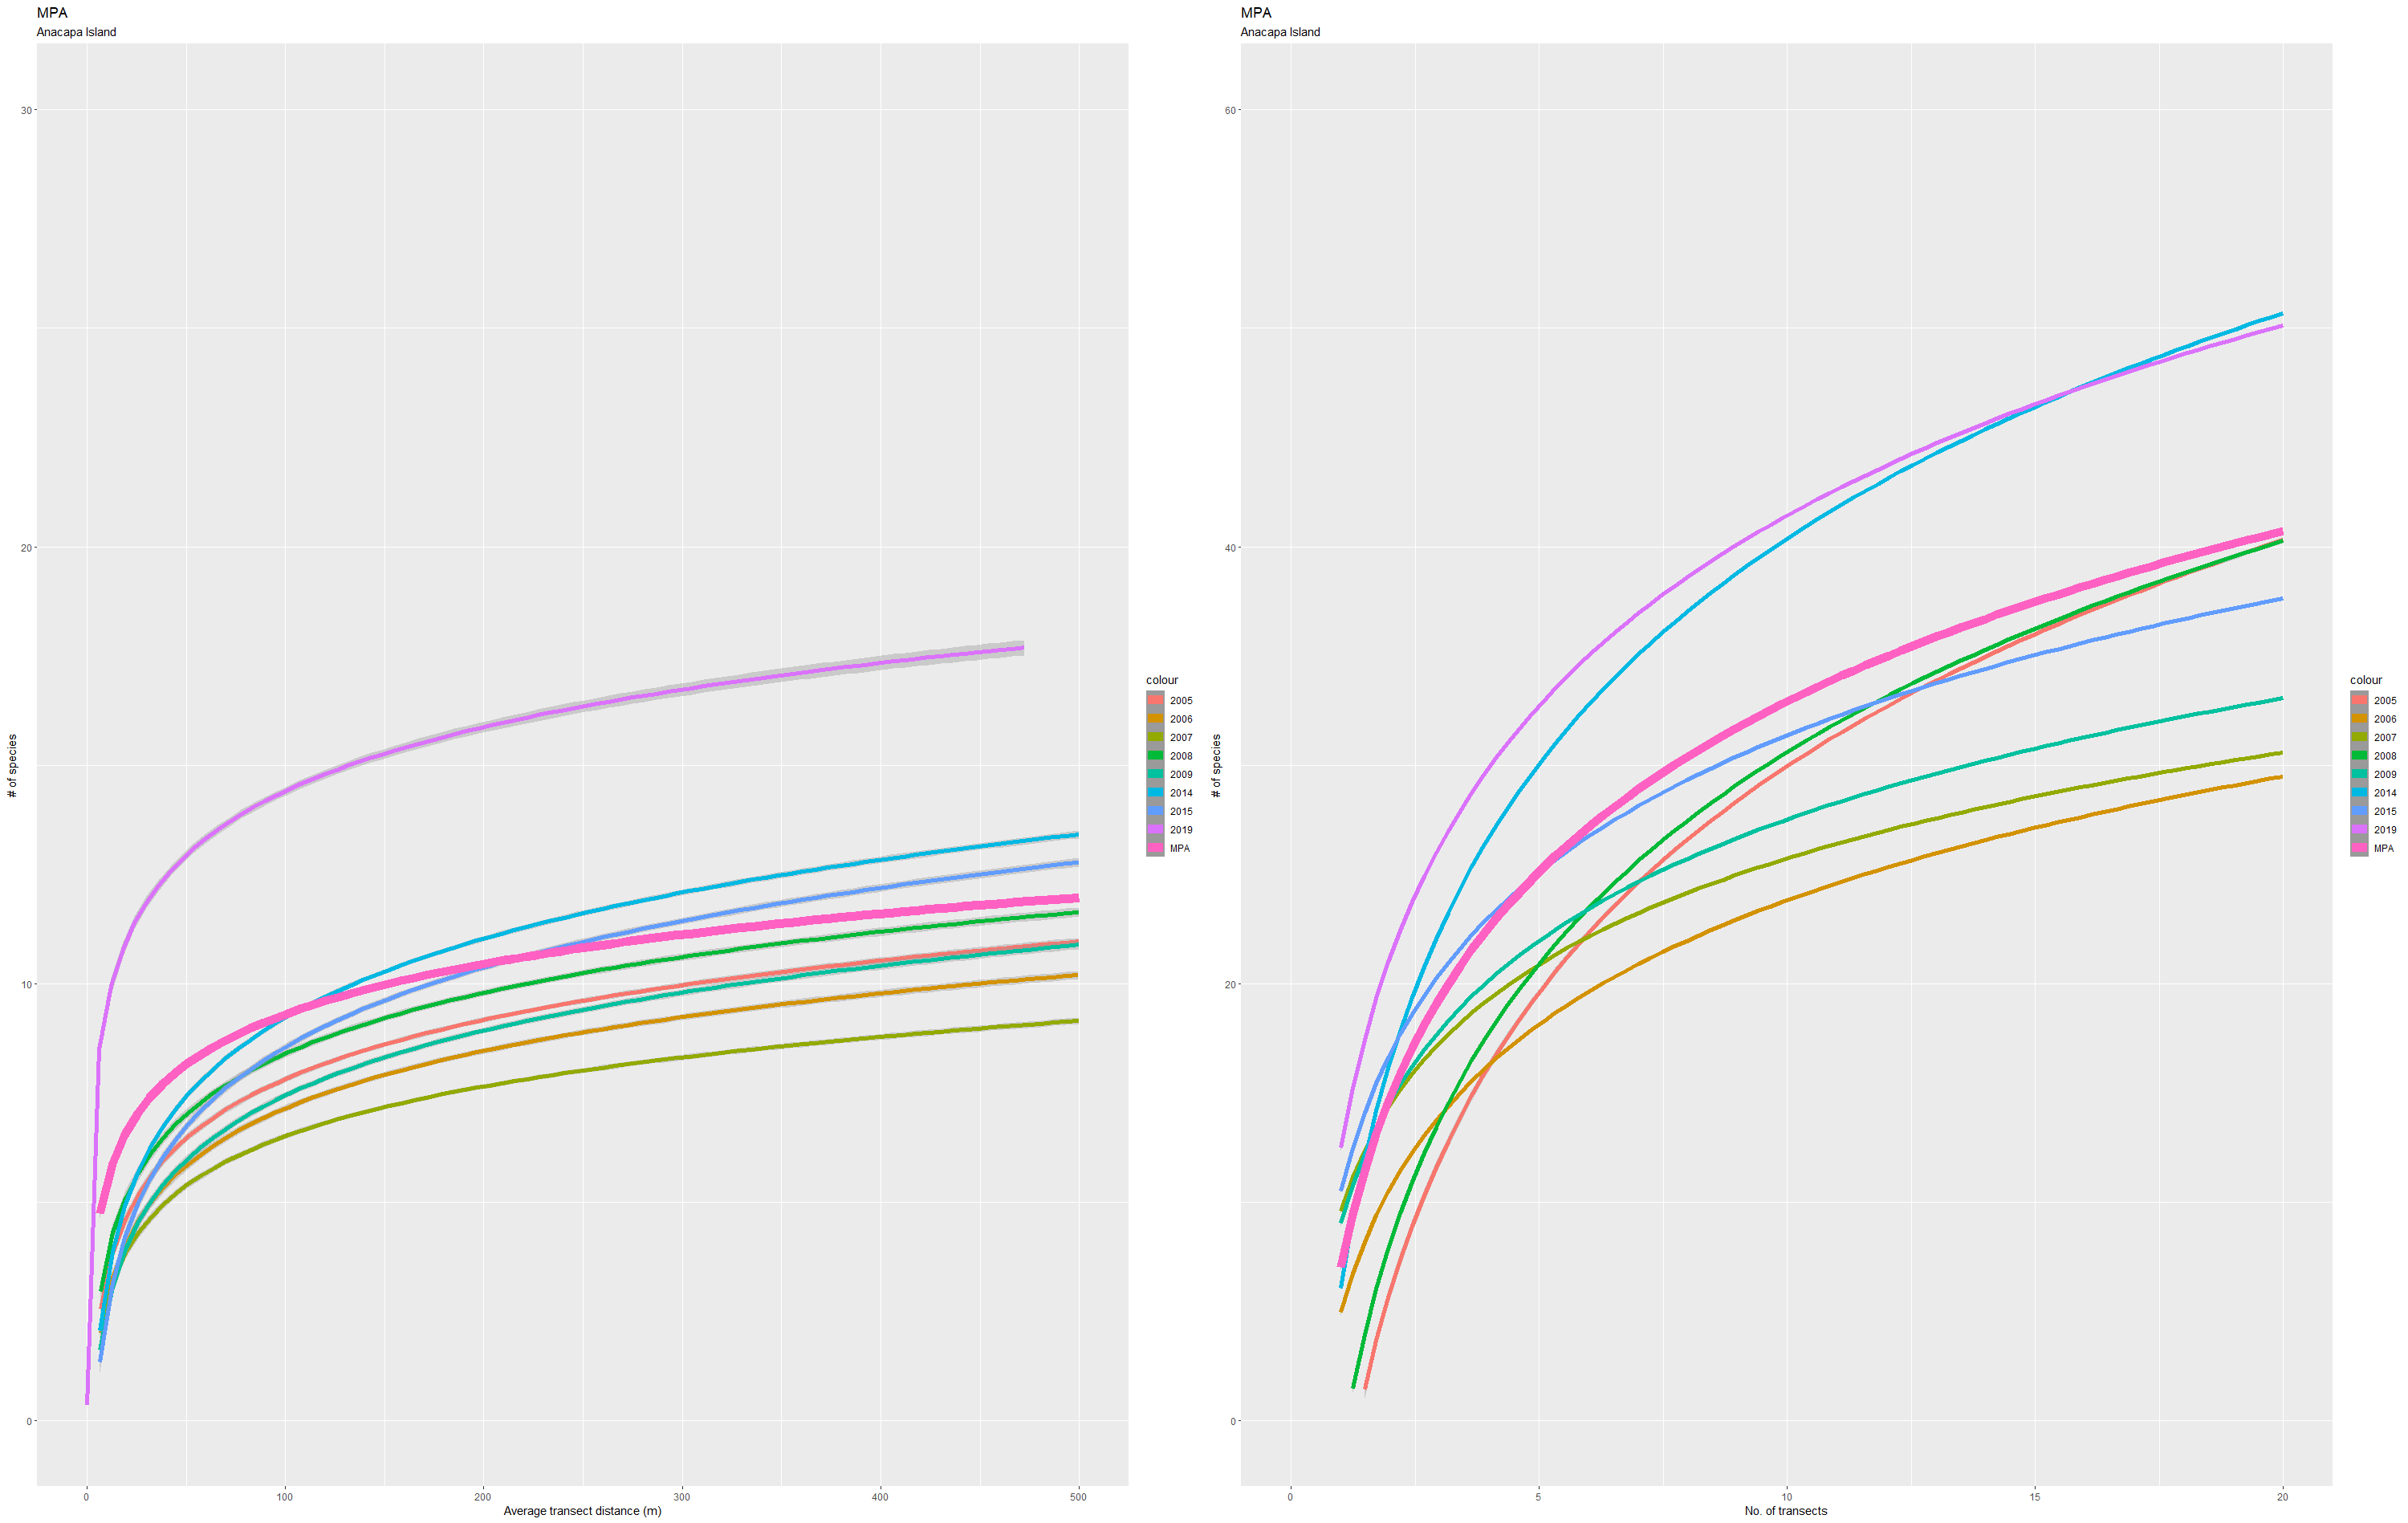 MPA
Anacapa Island
30
20
10
0
# of species
0 100 200 300 400 500
Average transect distance (m)
colour
2005
2006
2007
2008
2009
2014
2015
2019
MPA
MPA
Anacapa Island
60
40
20
0
# of species
0 5 10 15 20
No. of transects
colour
2005
2006
2007
2008
2009
2014
2015
2019
MPA